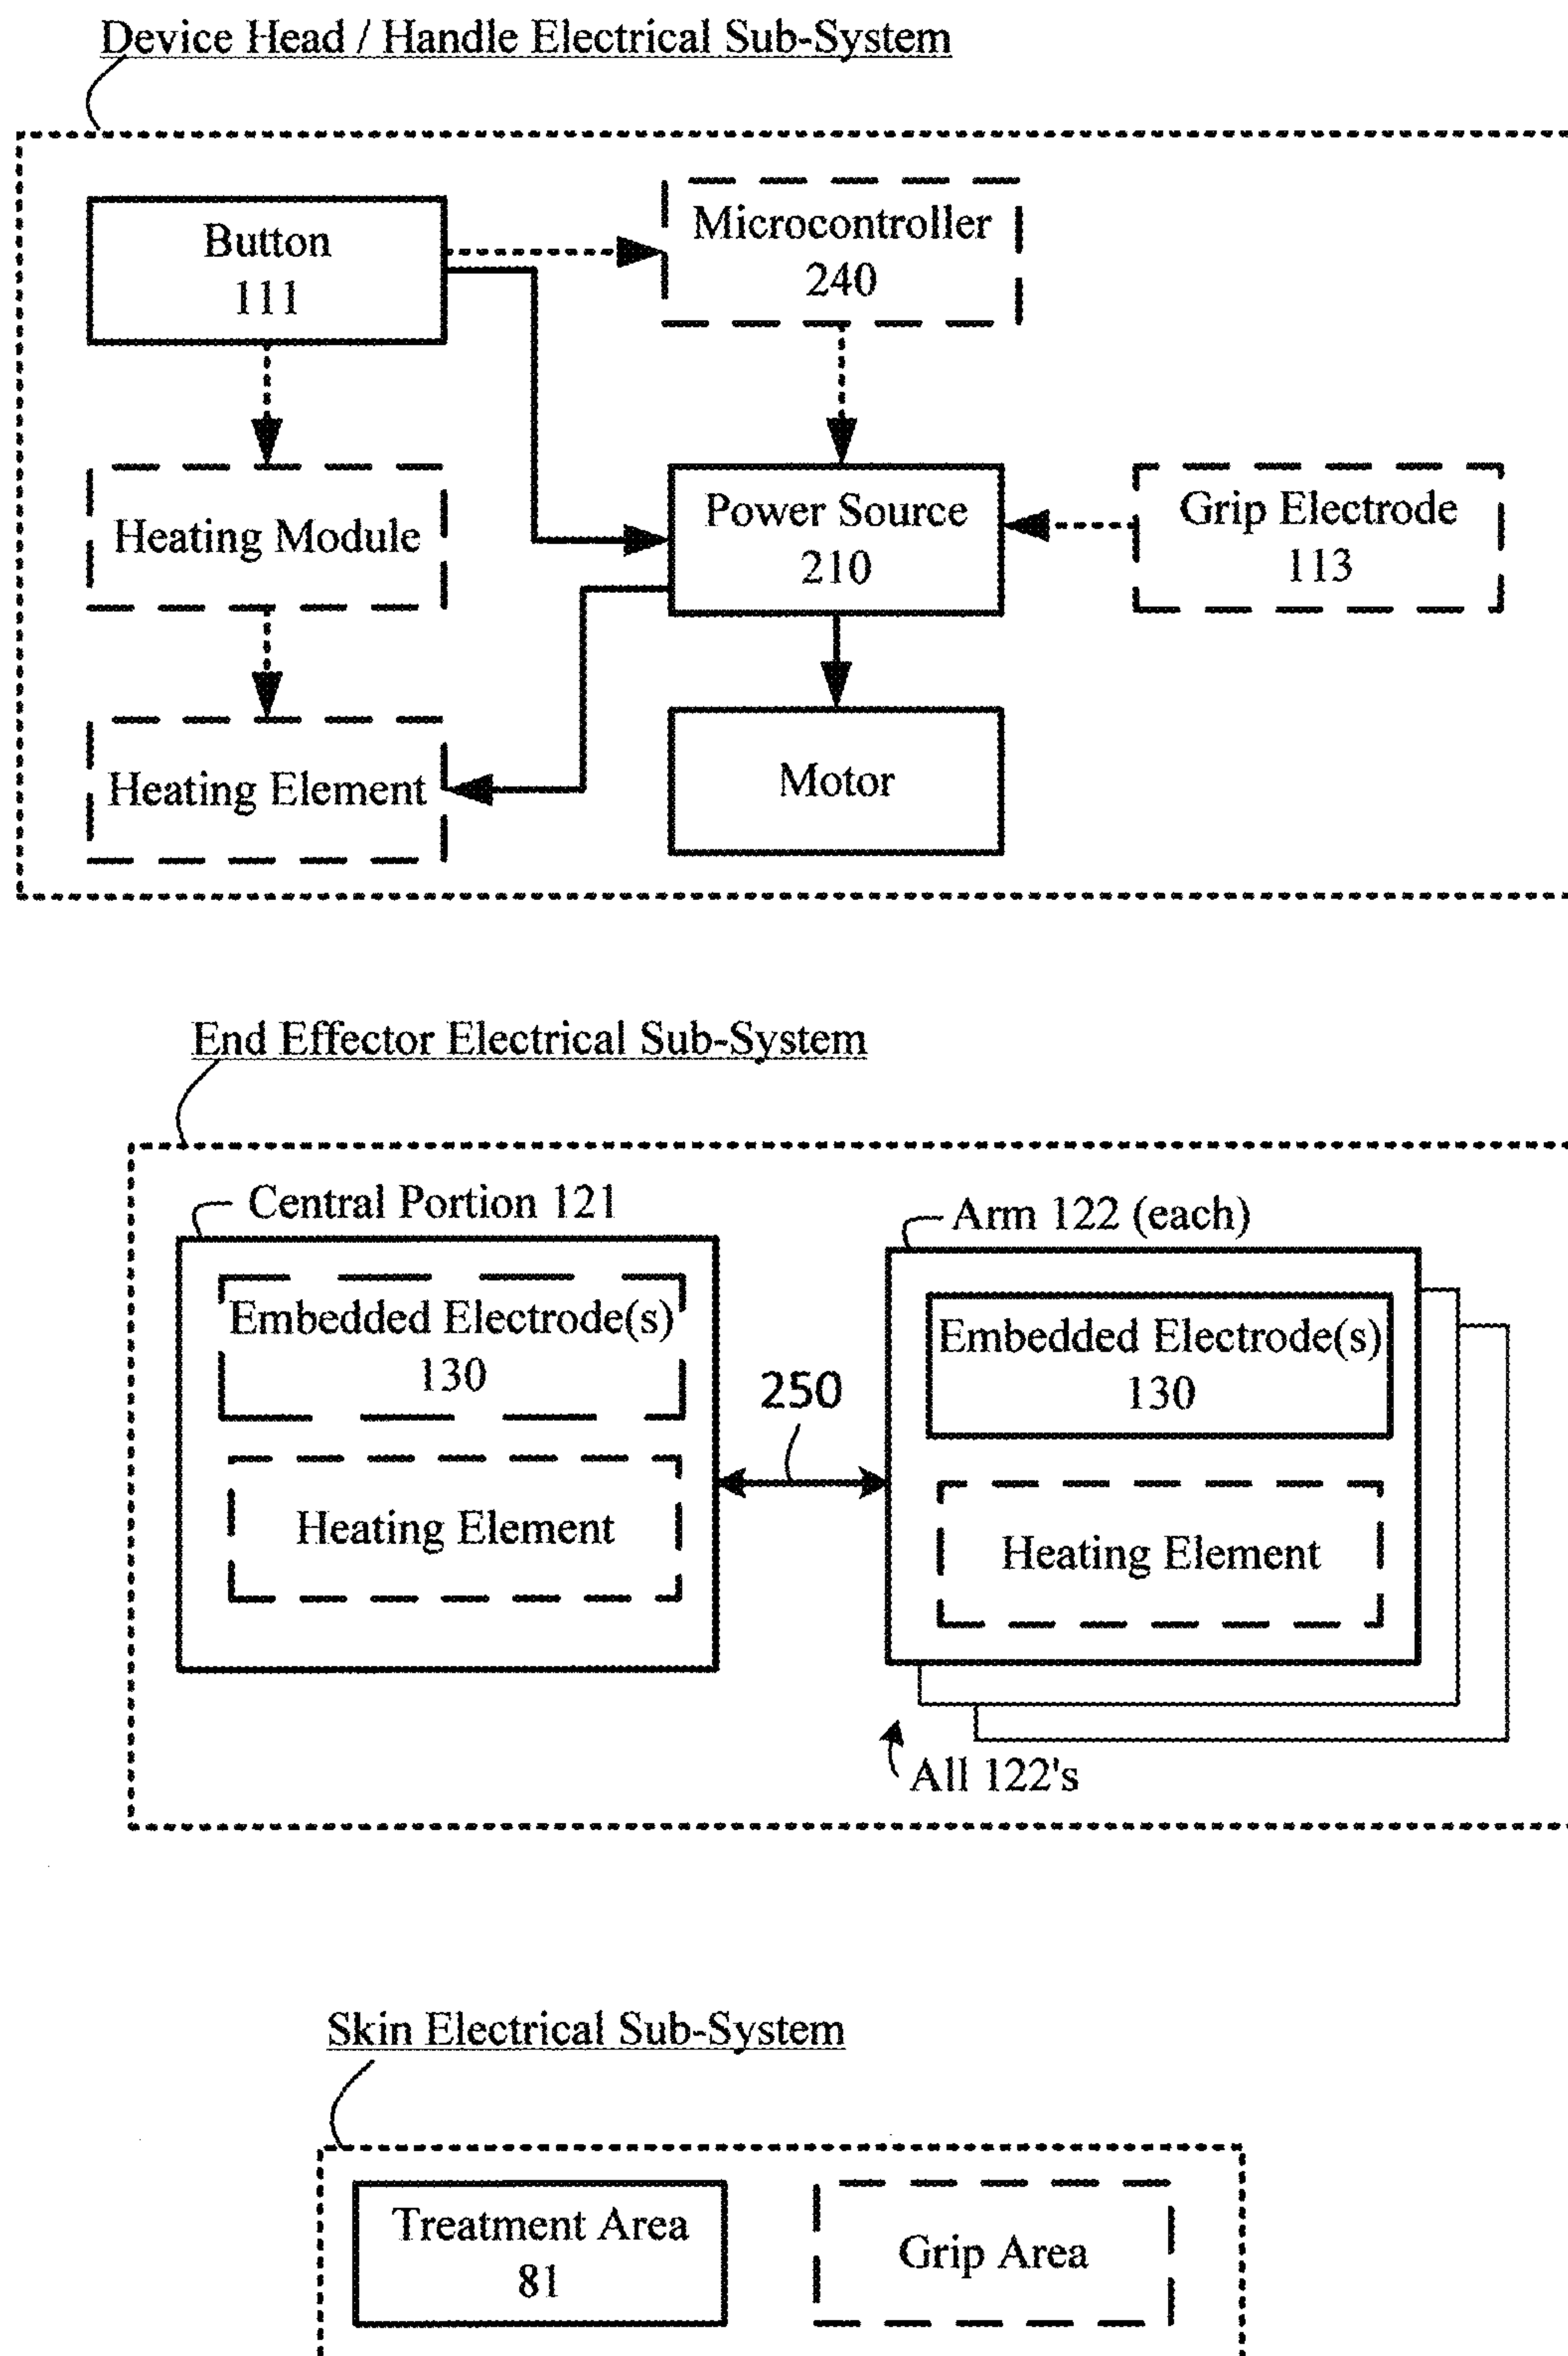 Device Head / Handle Electrical Sub-System
Button
111
Microcontroller
240
Heating Module
Power Source
210
Grip Electrode
113
Heating Element
Motor
End Effector Electrical Sub-System
Central Portion 121
Arm 122 (each)
Embedded Electrode(s)
130
Heating Element
250
Embedded Electrode(s)
130
Heating Element
All 122's
Skin Electrical Sub-System
Treatment Area
81
Grip Area